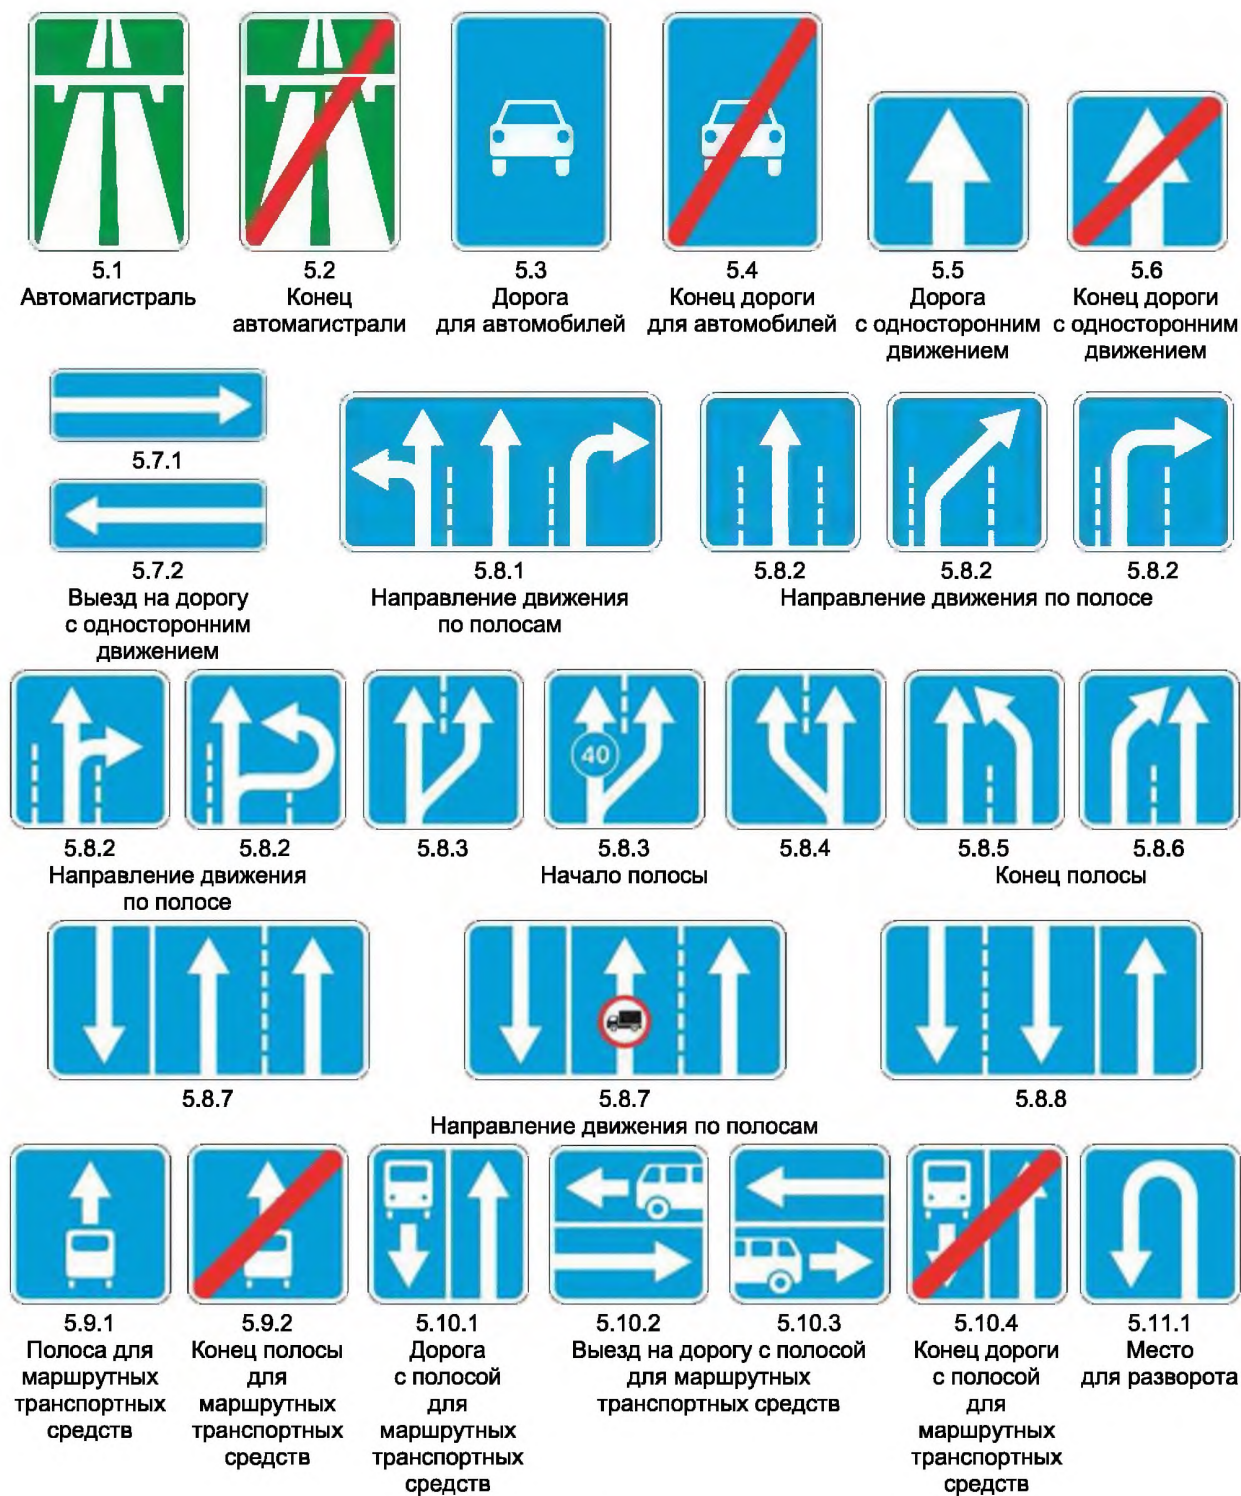 5.1
Автомагистраль
5.2
Конец
автомагистрали
5.3
Дорога
для автомобилей
5.4
Конец дороги
для автомобилей
5.5
Дорога
с односторонним
движением
5.6
Конец дороги
с односторонним
движением
5.7.1
5.7.2
Выезд на дорогу
с односторонним
движением
5.8.1
Направление движения
по полосам
5.8.2
5.8.2
5.8.2
Направление движения по полосе
5.8.2
5.8.2
Направление движения
по полосе
40
5.8.3
5.8.3
5.8.4
Начало полосы
5.8.5
5.8.6
Конец полосы
5.8.7
5.8.7
5.8.8
Направление движения по полосам
5.9.1
Полоса для
маршрутных
транспортных
средств
5.9.2
Конец полосы
для
маршрутных
транспортных
средств
5.10.1
Дорога
с полосой
для
маршрутных
транспортных
средств
5.10.2
5.10.3
Выезд на дорогу с полосой
для маршрутных
транспортных средств
5.10.4
Конец дороги
с полосой
для
маршрутных
транспортных
средств
5.11.1
Место
для разворота